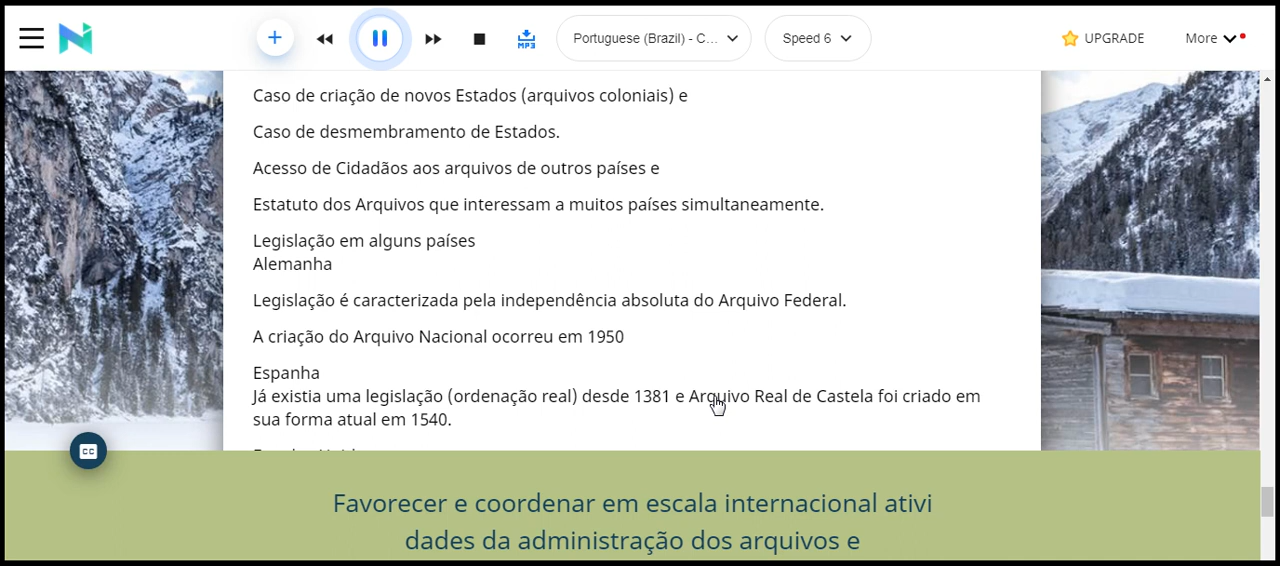 MP3
Portuguese (Brazil) - C...
Speed 6
UPGRADE
More
Caso de criação de novos Estados (arquivos coloniais) e
Caso de desmembramento de Estados.
Acesso de Cidadãos aos arquivos de outros países e
Estatuto dos Arquivos que interessam a muitos países simultaneamente.
Legislação em alguns países
Alemanha
Legislação é caracterizada pela independência absoluta do Arquivo Federal.
A criação do Arquivo Nacional ocorreu em 1950
Espanha
Já existia uma legislação (ordenação real) desde 1381 e Arquivo Real de Castela foi criado em
sua forma atual em 1540.
CC
Favorecer e coordenar em escala internacional ativi
dades da administração dos arquivos e